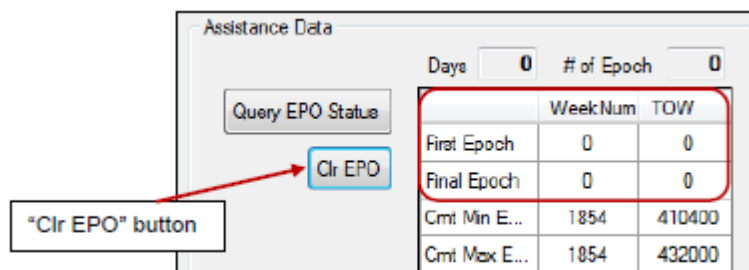 Assistance Data
Days 0 # of Epoch 0
Query EPO Status
WeekNum TOW
First Epoch 0 0
Clr EPO
Final Epoch 0 0
"Clr EPO" button
Cmt Min E... 1854 410400
Cmt Max E... 1854 432000